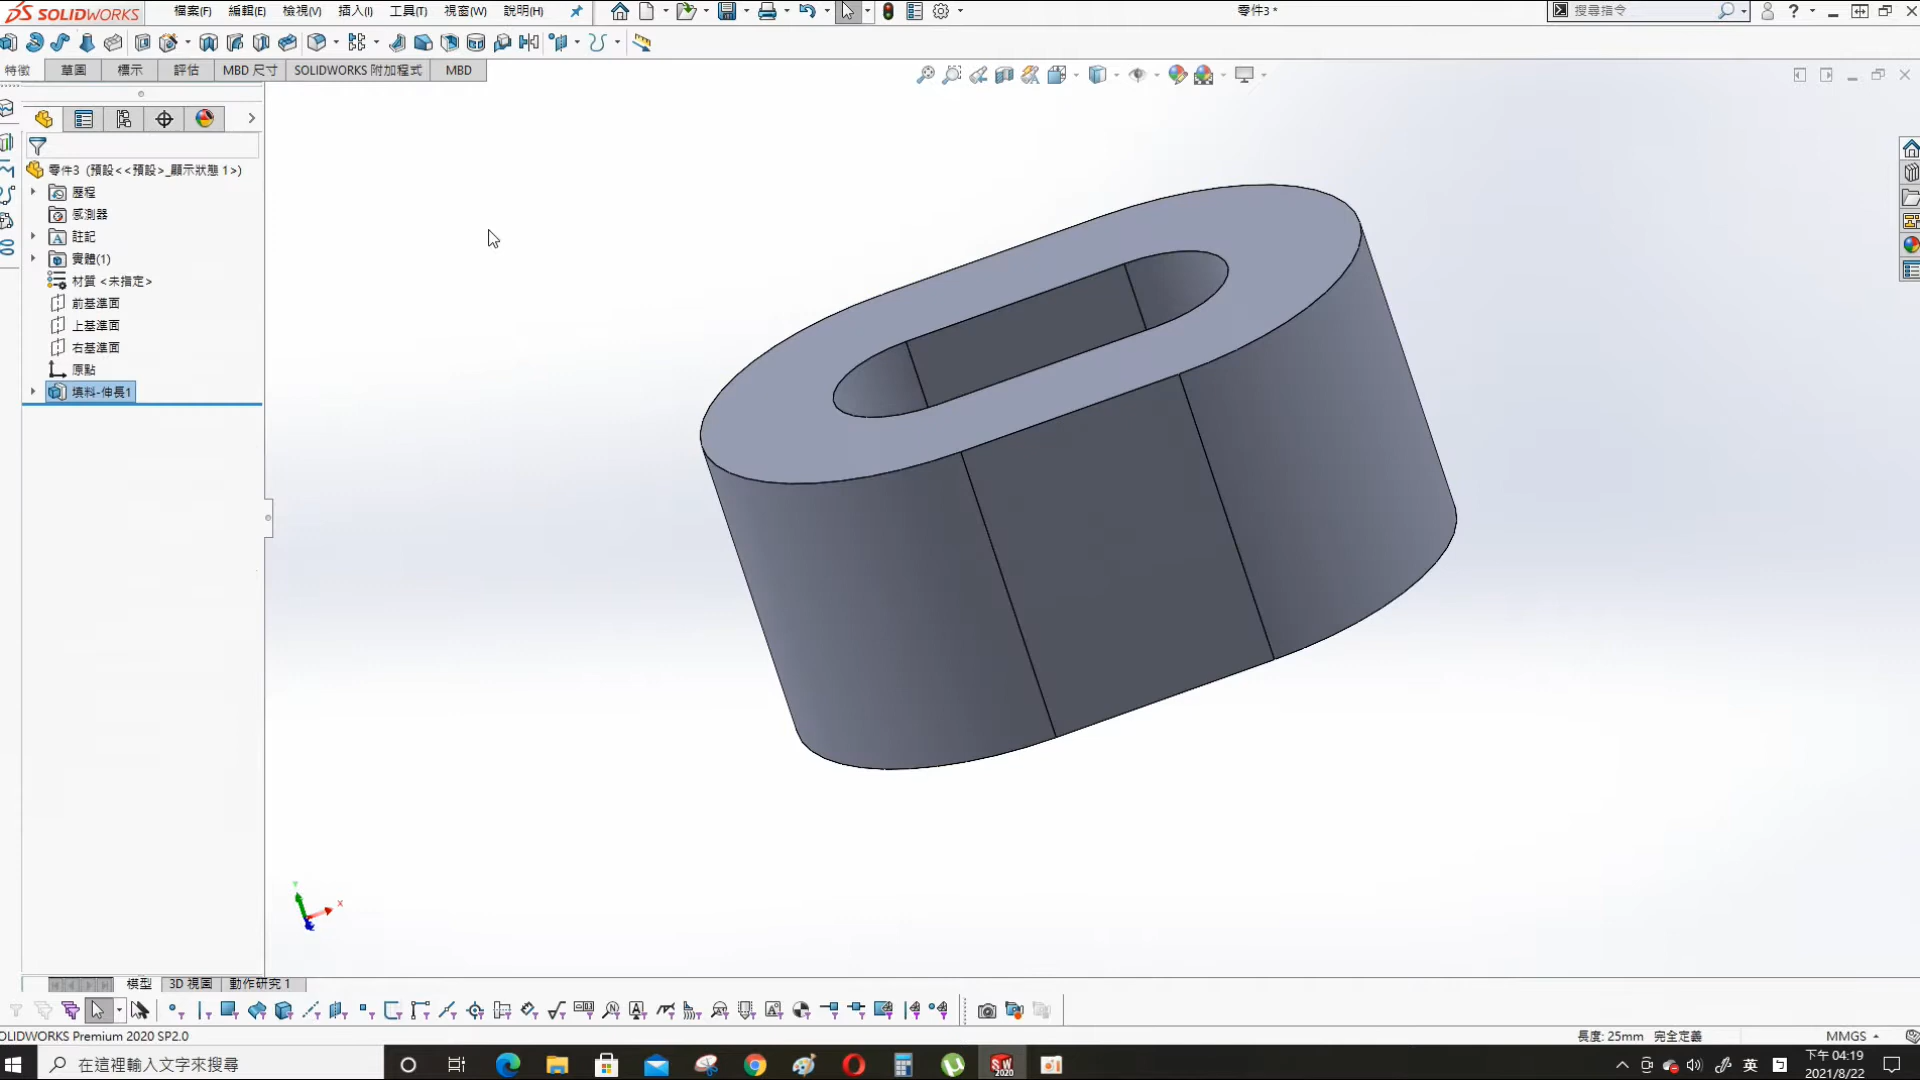 SOLIDWORKS 檔案(F) 編輯(E) 檢視(V) 插入(I) 工具(T) 視窗(W) 說明(H) 零件3 * 搜尋指令
特徵 草圖 標示 評估 MBD 尺寸 SOLIDWORKS 附加程式 MBD
零件3 (預設<<預設>_顯示狀態 1>)
歷程
感測器
A 註記
實體(1)
材質 <未指定>
前基準面
上基準面
右基準面
原點
填料-伸長1
Y
X
模型 3D 視圖 動作研究 1
OLIDWORKS Premium 2020 SP2.0 長度: 25mm 完全定義 MMGS
在這裡輸入文字來搜尋 SW 2020 英 下午 04:19
2021/8/22